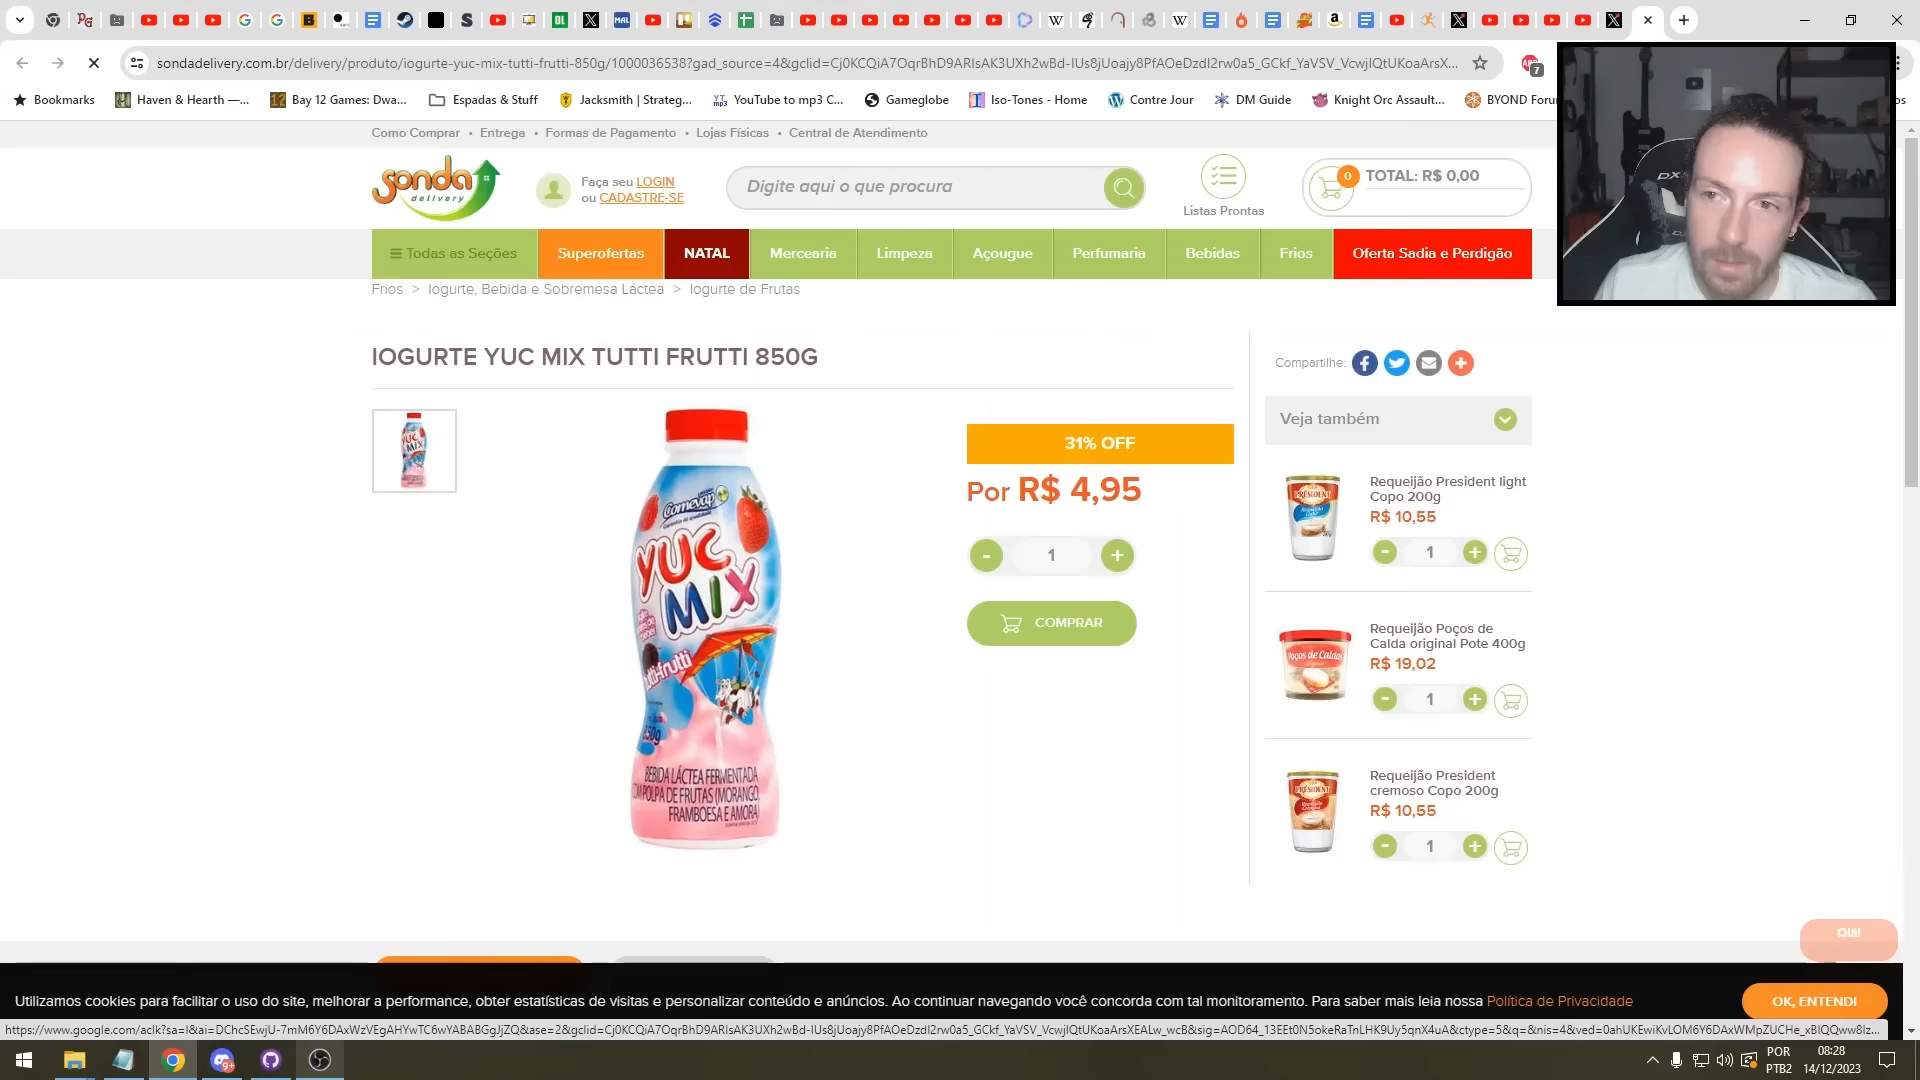 sondadelivery.com.br/delivery/produto/iogurte-yuc-mix-tutti-frutti-850g/1000036538?gad_source=4&gclid=Cj0KCQiA7OqrBhD9ARIsAK3UXh2wBd-IUs8jUoajy8PfAOeDzdI2rw0a5_GCkf_YaVSV_VcwjIQtUKoaArsX...
Bookmarks Haven & Hearth —... Bay 12 Games: Dwa... Espadas & Stuff Jacksmith | Strateg... YouTube to mp3 C... Gameglobe Iso-Tones - Home Contre Jour DM Guide Knight Orc Assault... BYOND Foru
Como Comprar • Entrega • Formas de Pagamento • Lojas Físicas • Central de Atendimento
sonda
delivery
Faça seu LOGIN
ou CADASTRE-SE
Digite aqui o que procura
Listas Prontas
0 TOTAL: R$ 0,00
Todas as Seções Superofertas NATAL Mercearia Limpeza Açougue Perfumaria Bebidas Frios Oferta Sadia e Perdigão
Frios > Iogurte, Bebida e Sobremesa Láctea > Iogurte de Frutas
IOGURTE YUC MIX TUTTI FRUTTI 850G
Compartilhe:
31% OFF
Por R$ 4,95
- 1 +
COMPRAR
Comevap
YUC
MIX
tutti-frutti
850g
BEBIDA LÁCTEA FERMENTADA
COM POLPA DE FRUTAS (MORANGO,
FRAMBOESA E AMORA)
Veja também
Requeijão President light
Copo 200g
R$ 10,55
- 1 +
Requeijão Poços de
Calda original Pote 400g
R$ 19,02
- 1 +
Requeijão President
cremoso Copo 200g
R$ 10,55
- 1 +
Olá!
Utilizamos cookies para facilitar o uso do site, melhorar a performance, obter estatísticas de visitas e personalizar conteúdo e anúncios. Ao continuar navegando você concorda com tal monitoramento. Para saber mais leia nossa Política de Privacidade
OK, ENTENDI
POR
PTB2
08:28
14/12/2023